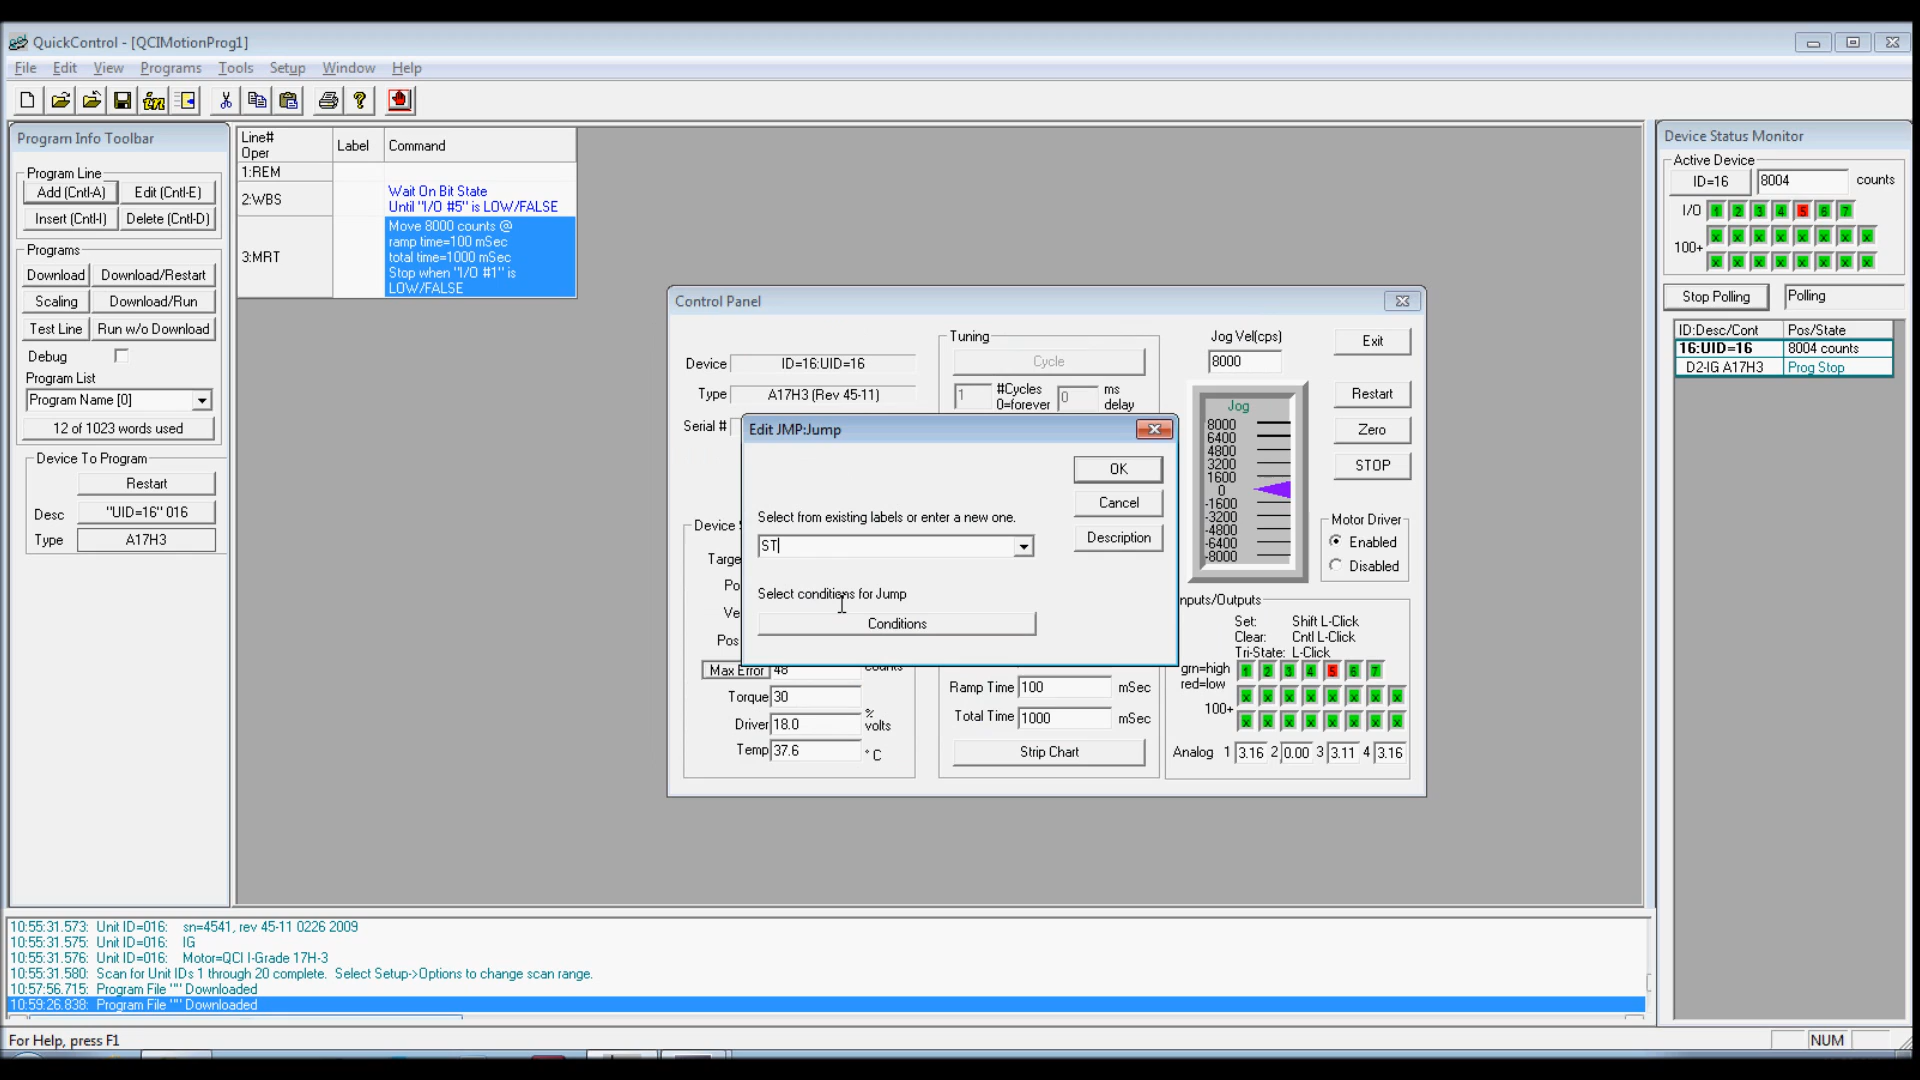 QuickControl - [QCIMotionProg1]
File Edit View Programs Tools Setup Window Help
Program Info Toolbar
Program Line
Add (Cntl-A) Edit (Cntl-E)
Insert (Cntl-I) Delete (Cntl-D)
Programs
Download Download/Restart
Scaling Download/Run
Test Line Run w/o Download
Debug
Program List
Program Name [0]
12 of 1023 words used
Device To Program
Restart
Desc "UID=16" 016
Type A17H3
Line#
Oper Label Command
1:REM
2:WBS
Wait On Bit State
Until "I/O #5" is LOW/FALSE
3:MRT
Move 8000 counts @
ramp time=100 mSec
total time=1000 mSec
Stop when "I/O #1" is
LOW/FALSE
Control Panel
Device ID=16:UID=16
Type A17H3 (Rev 45-11)
Serial #
Tuning
Cycle
1 #Cycles 0 ms
0=forever delay
Jog Vel(cps)
8000
Jog
8000
6400
4800
3200
1600
0
-1600
-3200
-4800
-6400
-8000
Exit
Restart
Zero
STOP
Motor Driver
Enabled
Disabled
Edit JMP:Jump
OK
Cancel
Description
Select from existing labels or enter a new one.
ST
Select conditions for Jump
Conditions
Max Error 48
Torque 30 %
Driver 18.0 volts
Temp 37.6 ° C
Ramp Time 100 mSec
Total Time 1000 mSec
Strip Chart
nputs/Outputs
Set: Shift L-Click
Clear: Cntl L-Click
Tri-State: L-Click
grn=high 1 2 3 4 5 6 7
red=low
x x x x x x x x
100+
x x x x x x x x
Analog 1 3.16 2 0.00 3 3.11 4 3.16
Device Status Monitor
Active Device
ID=16 8004 counts
I/O 1 2 3 4 5 6 7
x x x x x x x x
100+
x x x x x x x x
Stop Polling Polling
ID:Desc/Cont Pos/State
16:UID=16 8004 counts
D2-IG A17H3 Prog Stop
10:55:31.573: Unit ID=016: sn=4541, rev 45-11 0226 2009
10:55:31.575: Unit ID=016: IG
10:55:31.576: Unit ID=016: Motor=QCI I-Grade 17H-3
10:55:31.580: Scan for Unit IDs 1 through 20 complete. Select Setup->Options to change scan range.
10:57:56.715: Program File "" Downloaded
10:59:26.838: Program File "" Downloaded
For Help, press F1
NUM